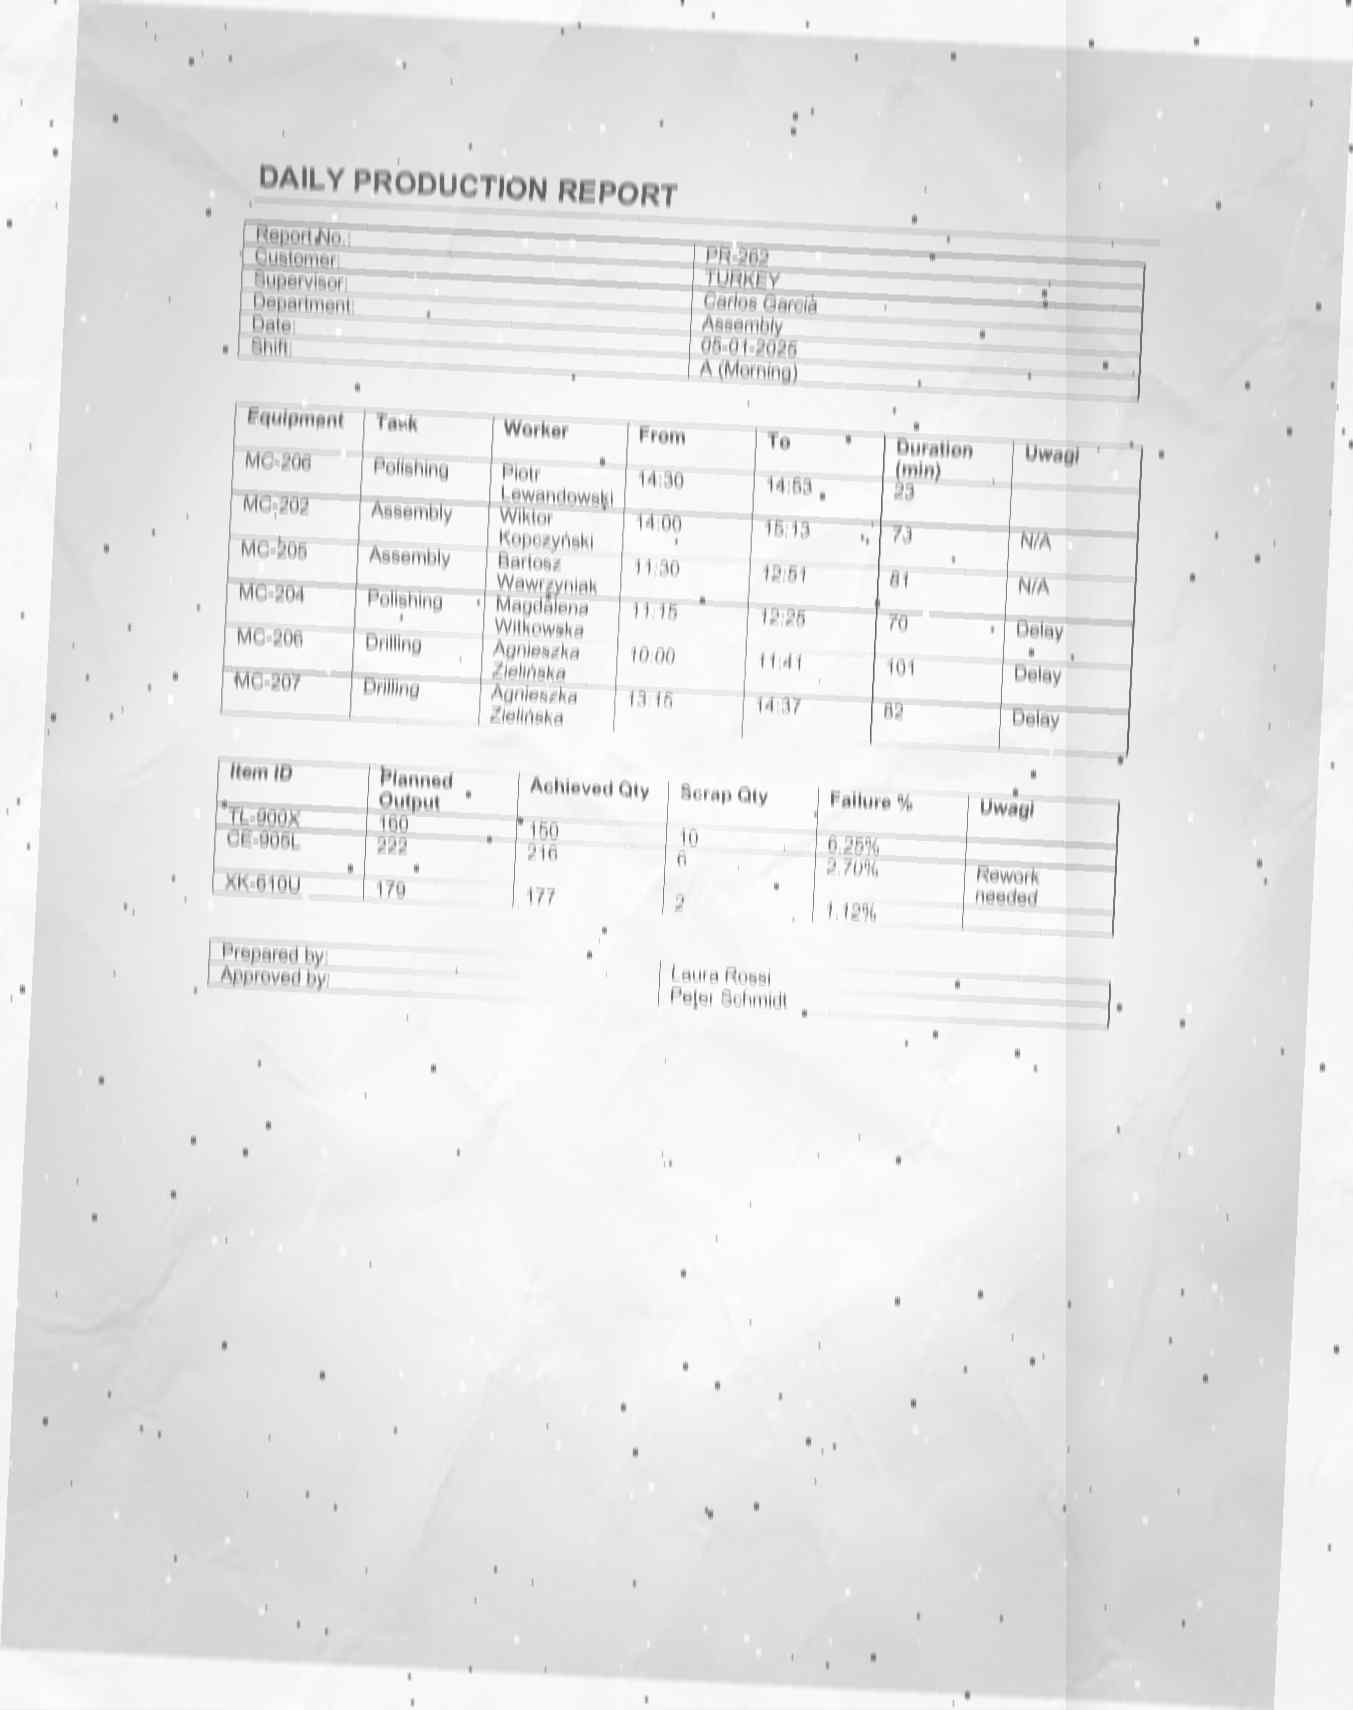 DAILY PRODUCTION REPORT
Report No.: PR-262
Customer: TURKEY
Supervisor: Carlos Garcia
Department: Assembly
Date: 05-01-2025
Shift: A (Morning)
Equipment Task Worker From To Duration (min) Uwagi
MC-206 Polishing Piotr Lewandowski 14:30 14:53 23
MC-202 Assembly Wiktor Kopczyński 14:00 15:13 73 N/A
MC-205 Assembly Bartosz Wawrzyniak 11:30 12:51 81 N/A
MC-204 Polishing Magdalena Witkowska 11:15 12:25 70 Delay
MC-206 Drilling Agnieszka Zielińska 10:00 11:41 101 Delay
MC-207 Drilling Agnieszka Zielińska 13:15 14:37 82 Delay
Item ID Planned Output Achieved Qty Scrap Qty Failure % Uwagi
TL-900X 160 150 10 6.25%
CE-905L 222 216 6 2.70% Rework needed
XK-610U 179 177 2 1.12%
Prepared by: Laura Rossi
Approved by: Peter Schmidt